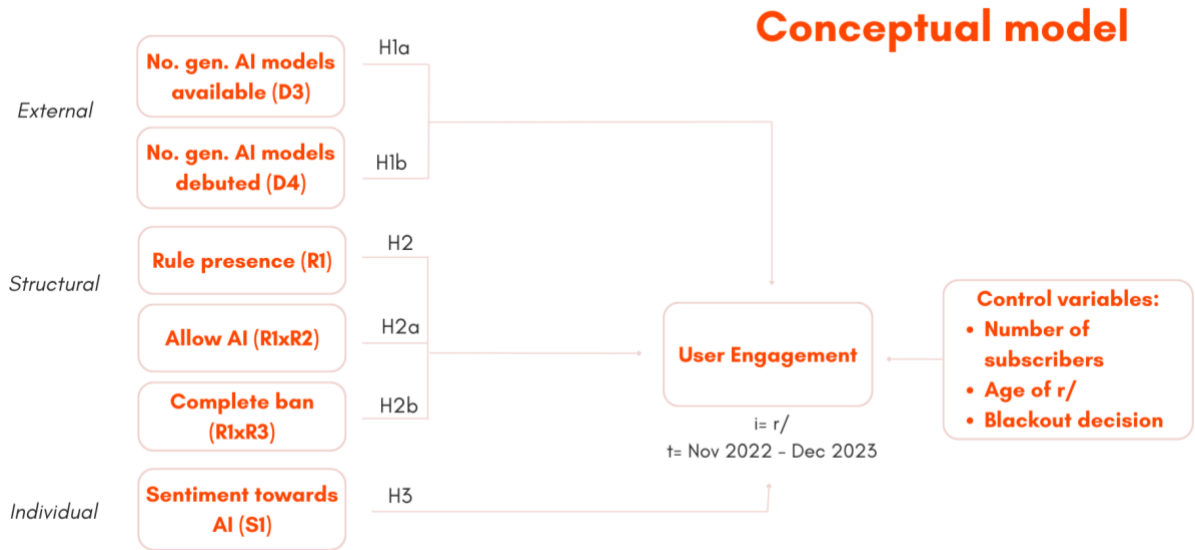 Conceptual model
External
No. gen. AI models
available (D3)
H1a
No. gen. AI models
debuted (D4)
H1b
Structural
Rule presence (R1)
H2
Allow AI (R1xR2)
H2a
Complete ban
(R1xR3)
H2b
Individual
Sentiment towards
AI (S1)
H3
User Engagement
i= r/
t= Nov 2022 - Dec 2023
Control variables:
• Number of
subscribers
• Age of r/
• Blackout decision